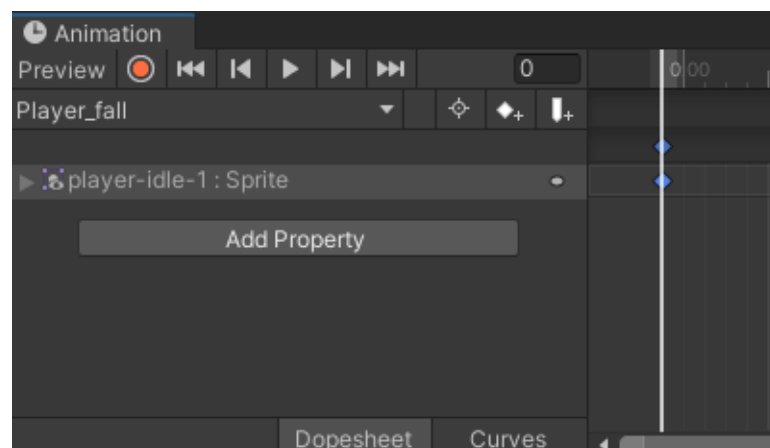 Animation
Preview 0 0:00
Player_fall
player-idle-1 : Sprite
Add Property
Dopesheet Curves